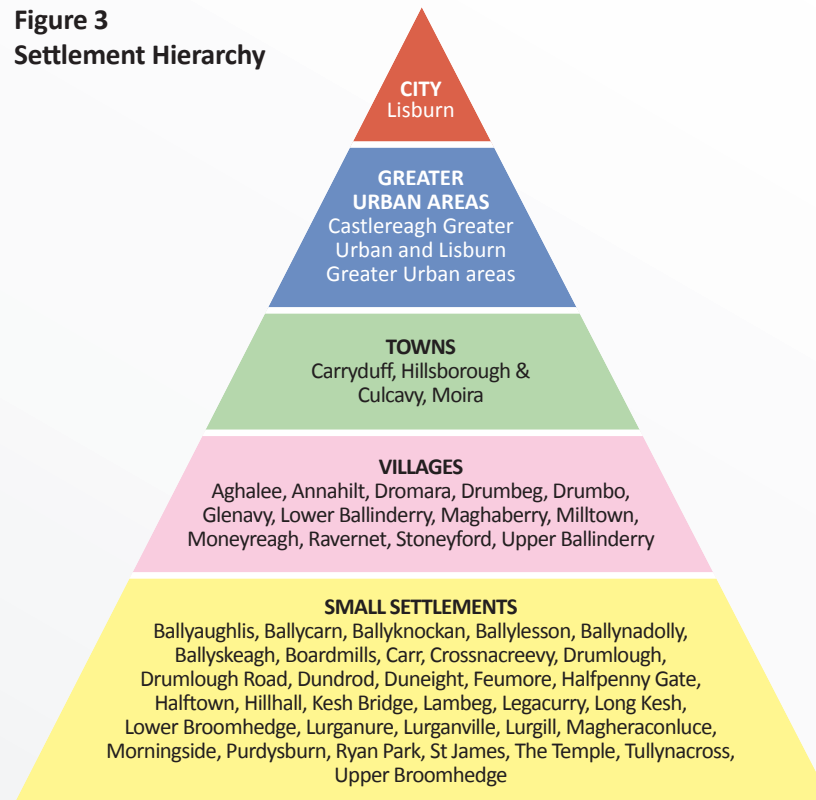 Figure 3
Settlement Hierarchy
CITY
Lisburn
GREATER
URBAN AREAS
Castlereagh Greater
Urban and Lisburn
Greater Urban areas
TOWNS
Carryduff, Hillsborough &
Culcavy, Moira
VILLAGES
Aghalee, Annahilt, Dromara, Drumbeg, Drumbo,
Glenavy, Lower Ballinderry, Maghaberry, Milltown,
Moneyreagh, Ravernet, Stoneyford, Upper Ballinderry
SMALL SETTLEMENTS
Ballyaughlis, Ballycarn, Ballyknockan, Ballylesson, Ballynadolly,
Ballyskeagh, Boardmills, Carr, Crossnacreevy, Drumlough,
Drumlough Road, Dundrod, Duneight, Feumore, Halfpenny Gate,
Halftown, Hillhall, Kesh Bridge, Lambeg, Legacurry, Long Kesh,
Lower Broomhedge, Lurganure, Lurganville, Lurgill, Magheraconluce,
Morningside, Purdysburn, Ryan Park, St James, The Temple, Tullynacross,
Upper Broomhedge